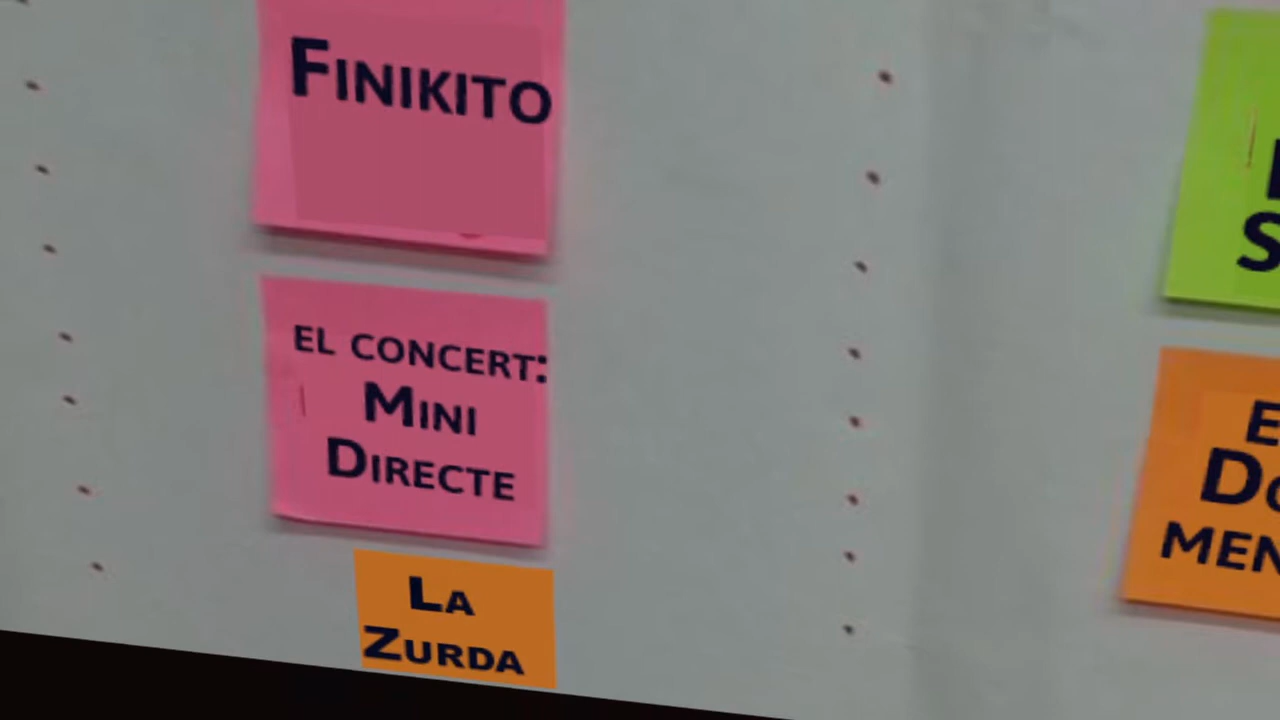 FINIKITO
EL CONCERT:
MINI
DIRECTE
LA
ZURDA